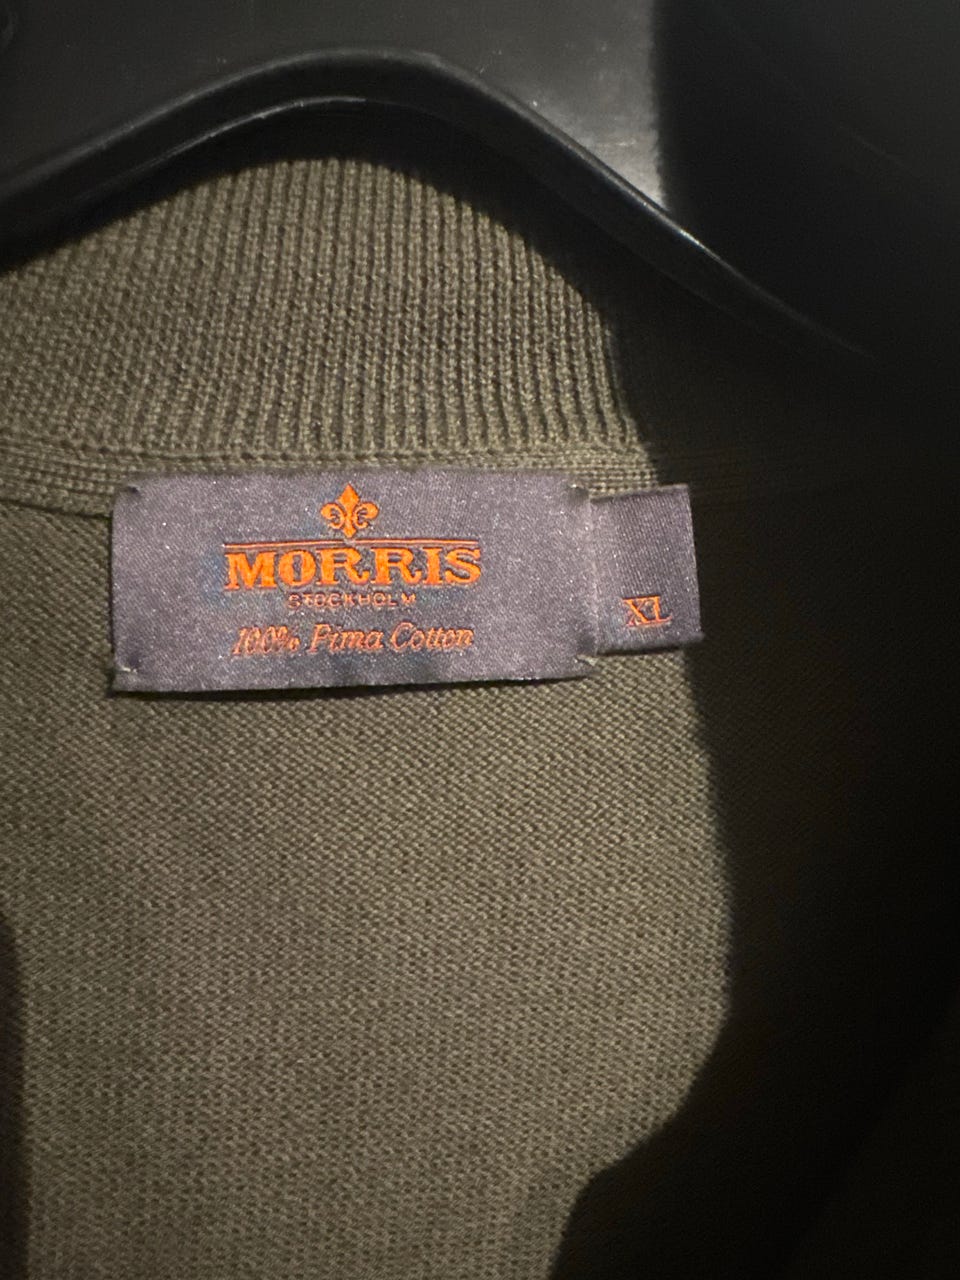 MORRIS
STOCKHOLM
100% Pima Cotton
XL